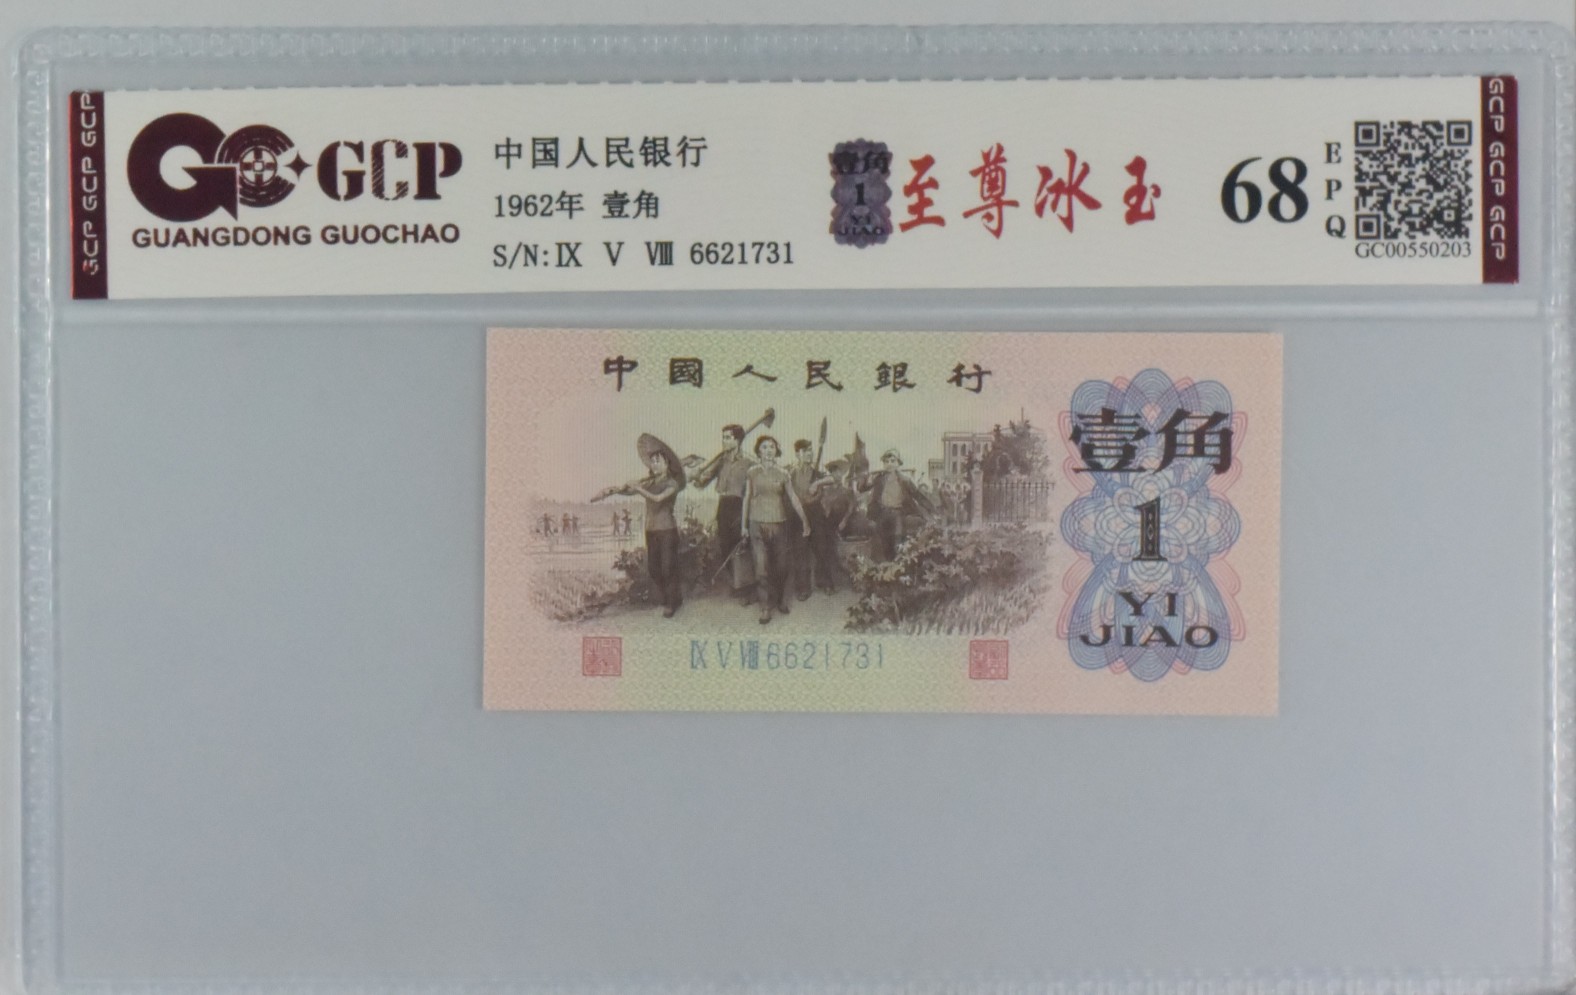 GCP GCP GCP
GCP
GUANGDONG GUOCHAO
中国人民银行
1962年 壹角
S/N:Ⅸ Ⅴ Ⅷ 6621731
壹角
1
YI
JIAO
至尊冰玉
68
E
P
Q
GC00550203
GCP GCP GCP
中國人民銀行
壹角
1
YI
JIAO
ⅨⅤⅧ6621731